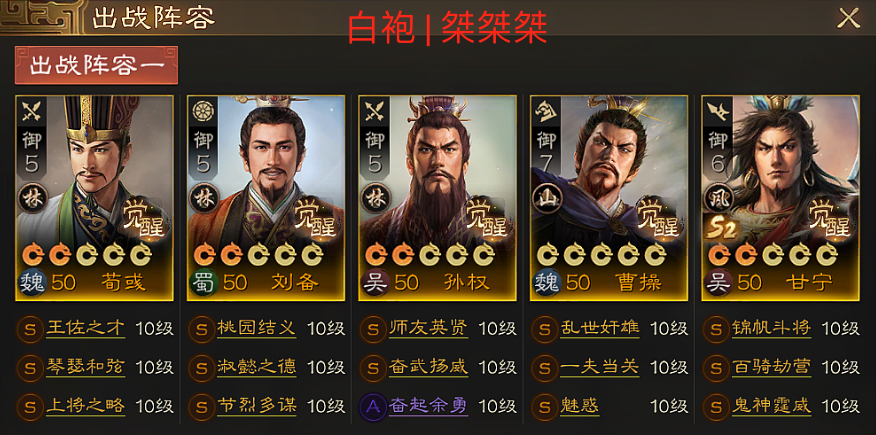 出战阵容
白袍 | 桀桀桀
出战阵容一
御5 林 觉醒 魏 50 荀彧
御5 林 觉醒 蜀 50 刘备
御5 林 觉醒 吴 50 孙权
御7 山 觉醒 魏 50 曹操
御6 风 S2 觉醒 吴 50 甘宁
S 王佐之才 10级 S 桃园结义 10级 S 师友英贤 10级 S 乱世奸雄 10级 S 锦帆斗将 10级
S 琴瑟和弦 10级 S 淑懿之德 10级 S 奋武扬威 10级 S 一夫当关 10级 S 百骑劫营 10级
S 上将之略 10级 S 节烈多谋 10级 A 奋起余勇 10级 S 魅惑 10级 S 鬼神霆威 10级